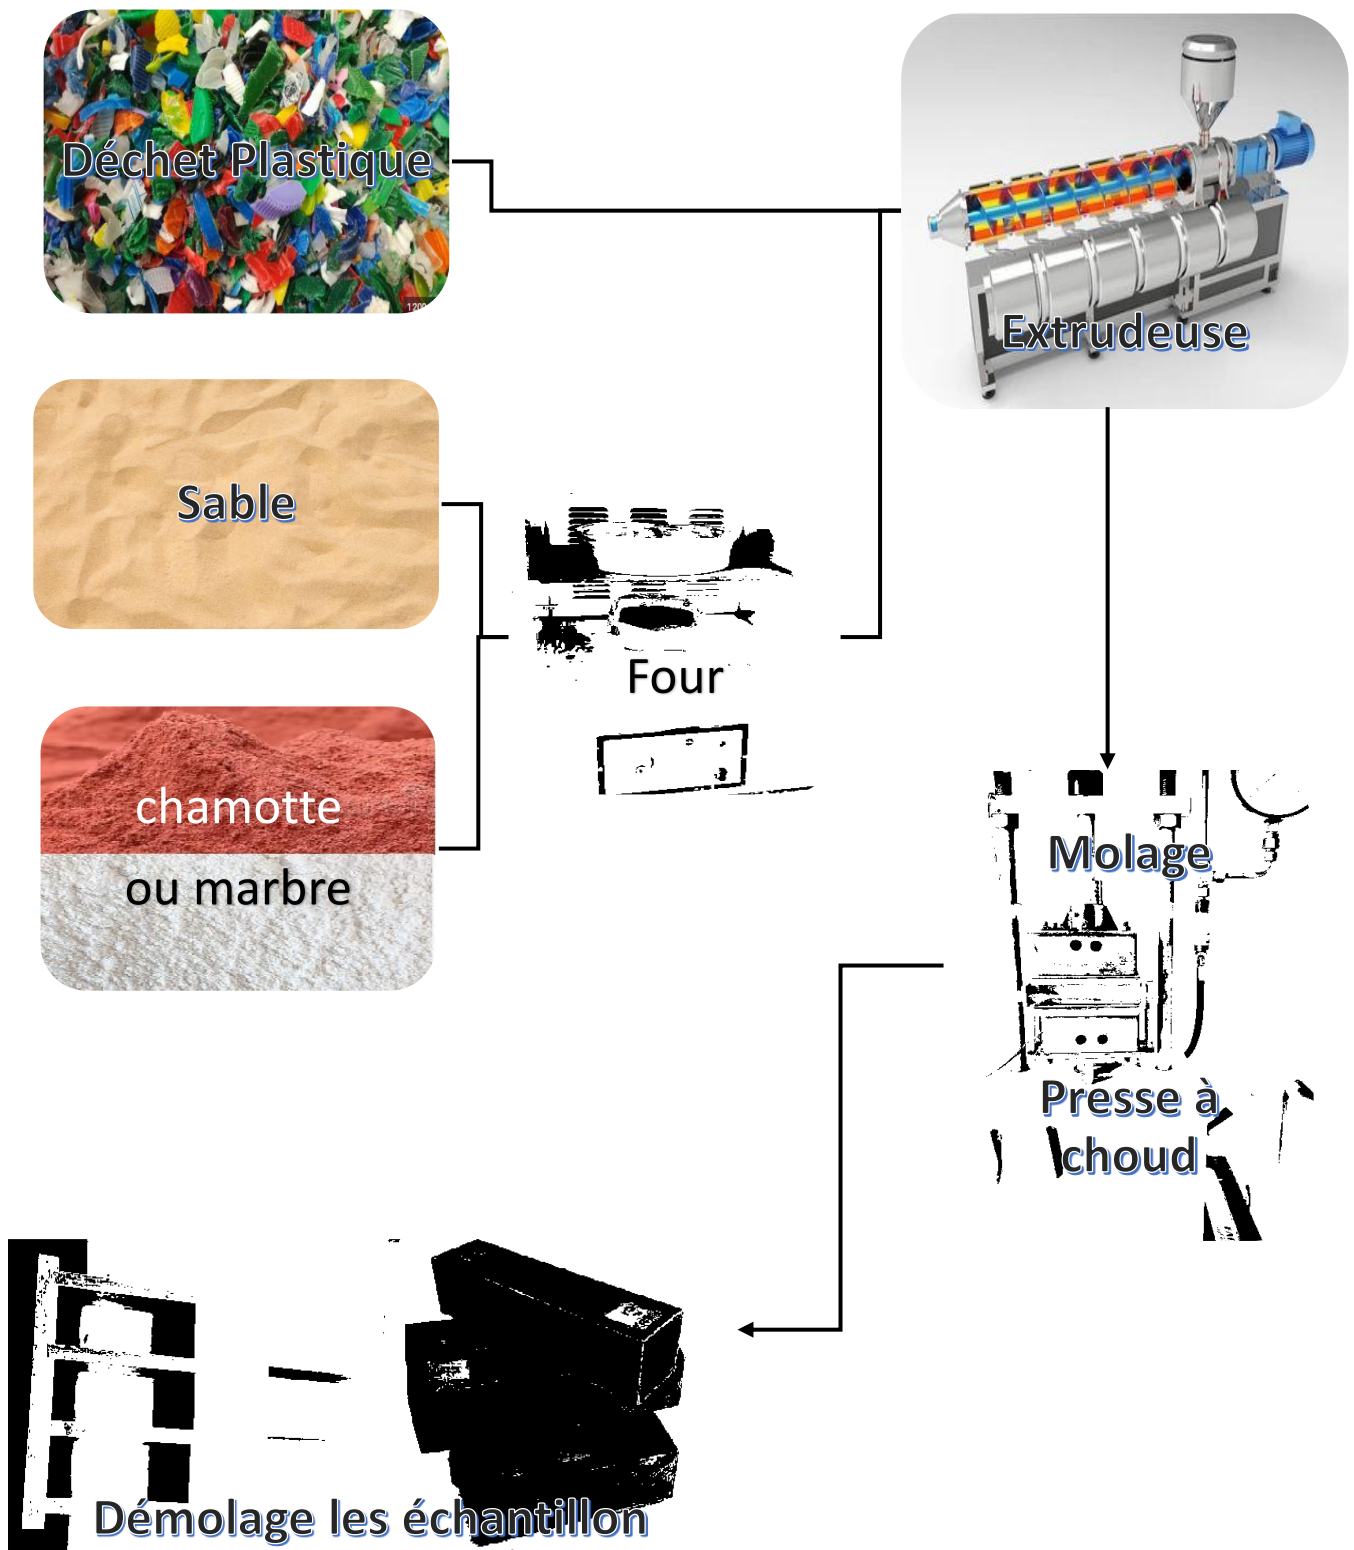 Déchet Plastique
Extrudeuse
Sable
Four
chamotte
ou marbre
Molage
Presse à
choud
Démolage les échantillon